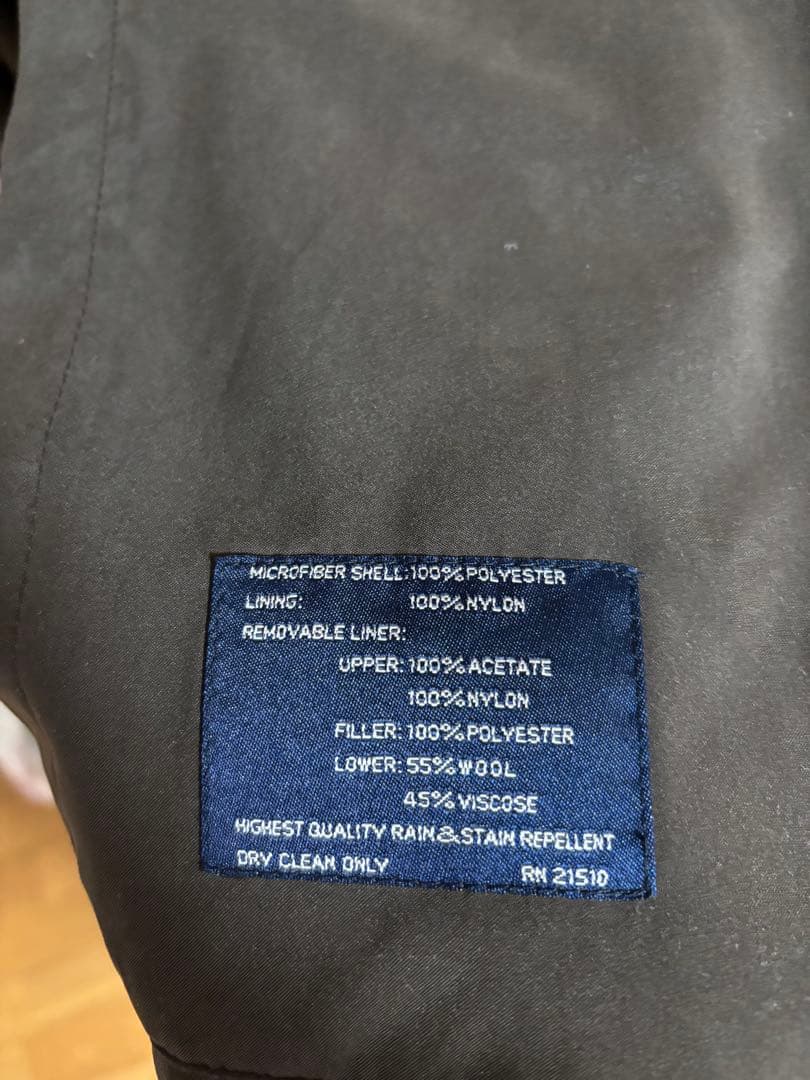 MICROFIBER SHELL: 100% POLYESTER
LINING: 100% NYLON
REMOVABLE LINER:
UPPER: 100% ACETATE
100% NYLON
FILLER: 100% POLYESTER
LOWER: 55% WOOL
45% VISCOSE
HIGHEST QUALITY RAIN & STAIN REPELLENT
DRY CLEAN ONLY RN 21510